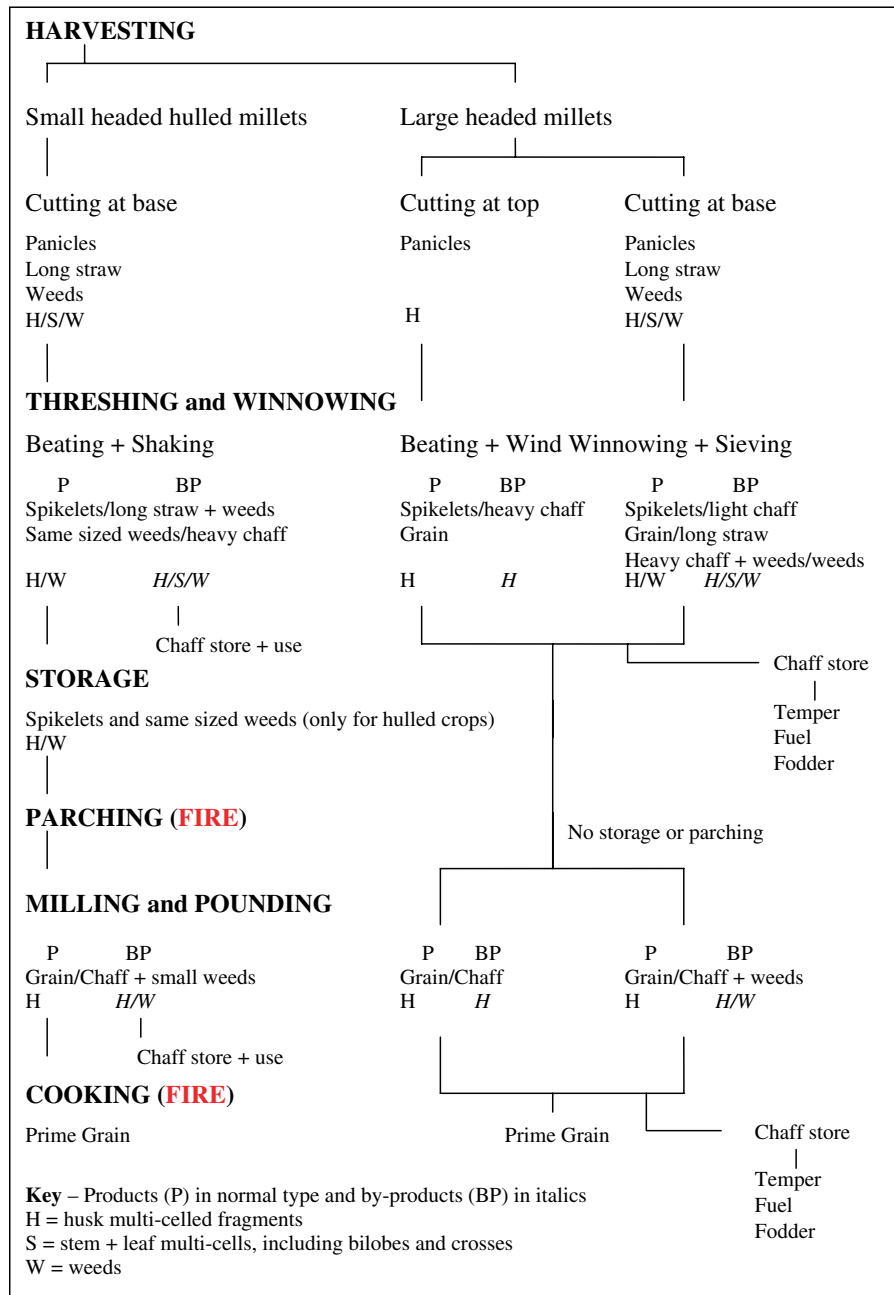 HARVESTING
Small headed hulled millets Large headed millets
Cutting at base Cutting at top Cutting at base
Panicles Panicles Panicles
Long straw Long straw
Weeds Weeds
H/S/W H H/S/W
THRESHING and WINNOWING
Beating + Shaking Beating + Wind Winnowing + Sieving
P BP P BP P BP
Spikelets/long straw + weeds Spikelets/heavy chaff Spikelets/light chaff
Same sized weeds/heavy chaff Grain Grain/long straw
Heavy chaff + weeds/weeds
H/W H/S/W H H H/W H/S/W
Chaff store + use Chaff store
STORAGE
Temper
Spikelets and same sized weeds (only for hulled crops) Fuel
H/W Fodder
PARCHING (FIRE)
No storage or parching
MILLING and POUNDING
P BP P BP P BP
Grain/Chaff + small weeds Grain/Chaff Grain/Chaff + weeds
H H/W H H H H/W
Chaff store + use
COOKING (FIRE)
Prime Grain Prime Grain Chaff store
Temper
Fuel
Fodder
Key – Products (P) in normal type and by-products (BP) in italics
H = husk multi-celled fragments
S = stem + leaf multi-cells, including bilobes and crosses
W = weeds